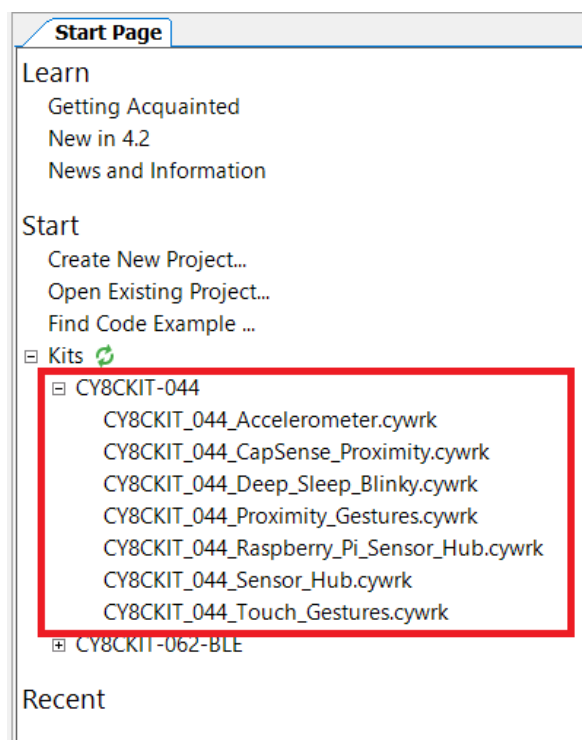 Start Page
Learn
Getting Acquainted
New in 4.2
News and Information
Start
Create New Project...
Open Existing Project...
Find Code Example ...
Kits
CY8CKIT-044
CY8CKIT_044_Accelerometer.cywrk
CY8CKIT_044_CapSense_Proximity.cywrk
CY8CKIT_044_Deep_Sleep_Blinky.cywrk
CY8CKIT_044_Proximity_Gestures.cywrk
CY8CKIT_044_Raspberry_Pi_Sensor_Hub.cywrk
CY8CKIT_044_Sensor_Hub.cywrk
CY8CKIT_044_Touch_Gestures.cywrk
CY8CKIT-062-BLE
Recent